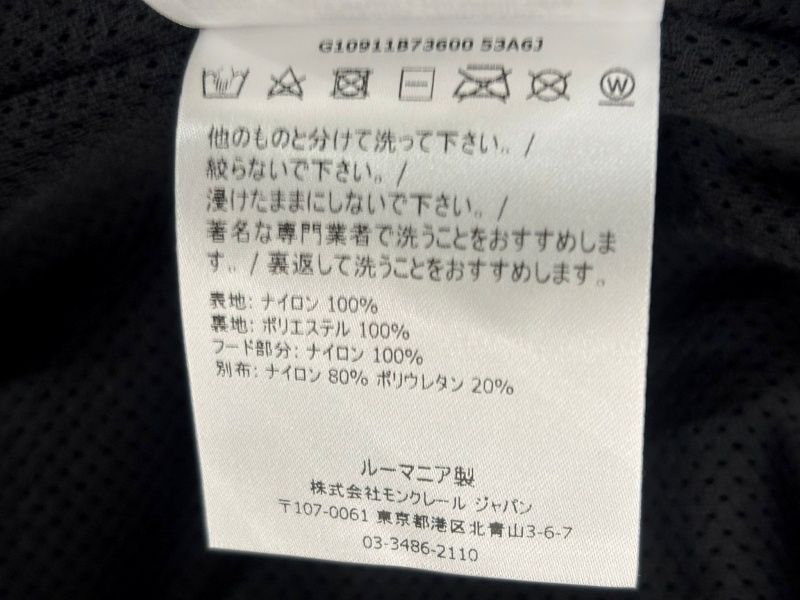 G10911B73600 53A6J
W
他のものと分けて洗って下さい。/
絞らないで下さい。/
浸けたままにしないで下さい。/
著名な専門業者で洗うことをおすすめしま
す。/ 裏返して洗うことをおすすめします。
表地: ナイロン 100%
裏地: ポリエステル 100%
フード部分: ナイロン 100%
別布: ナイロン 80% ポリウレタン 20%
ルーマニア製
株式会社モンクレール ジャパン
〒107-0061 東京都港区北青山3-6-7
03-3486-2110